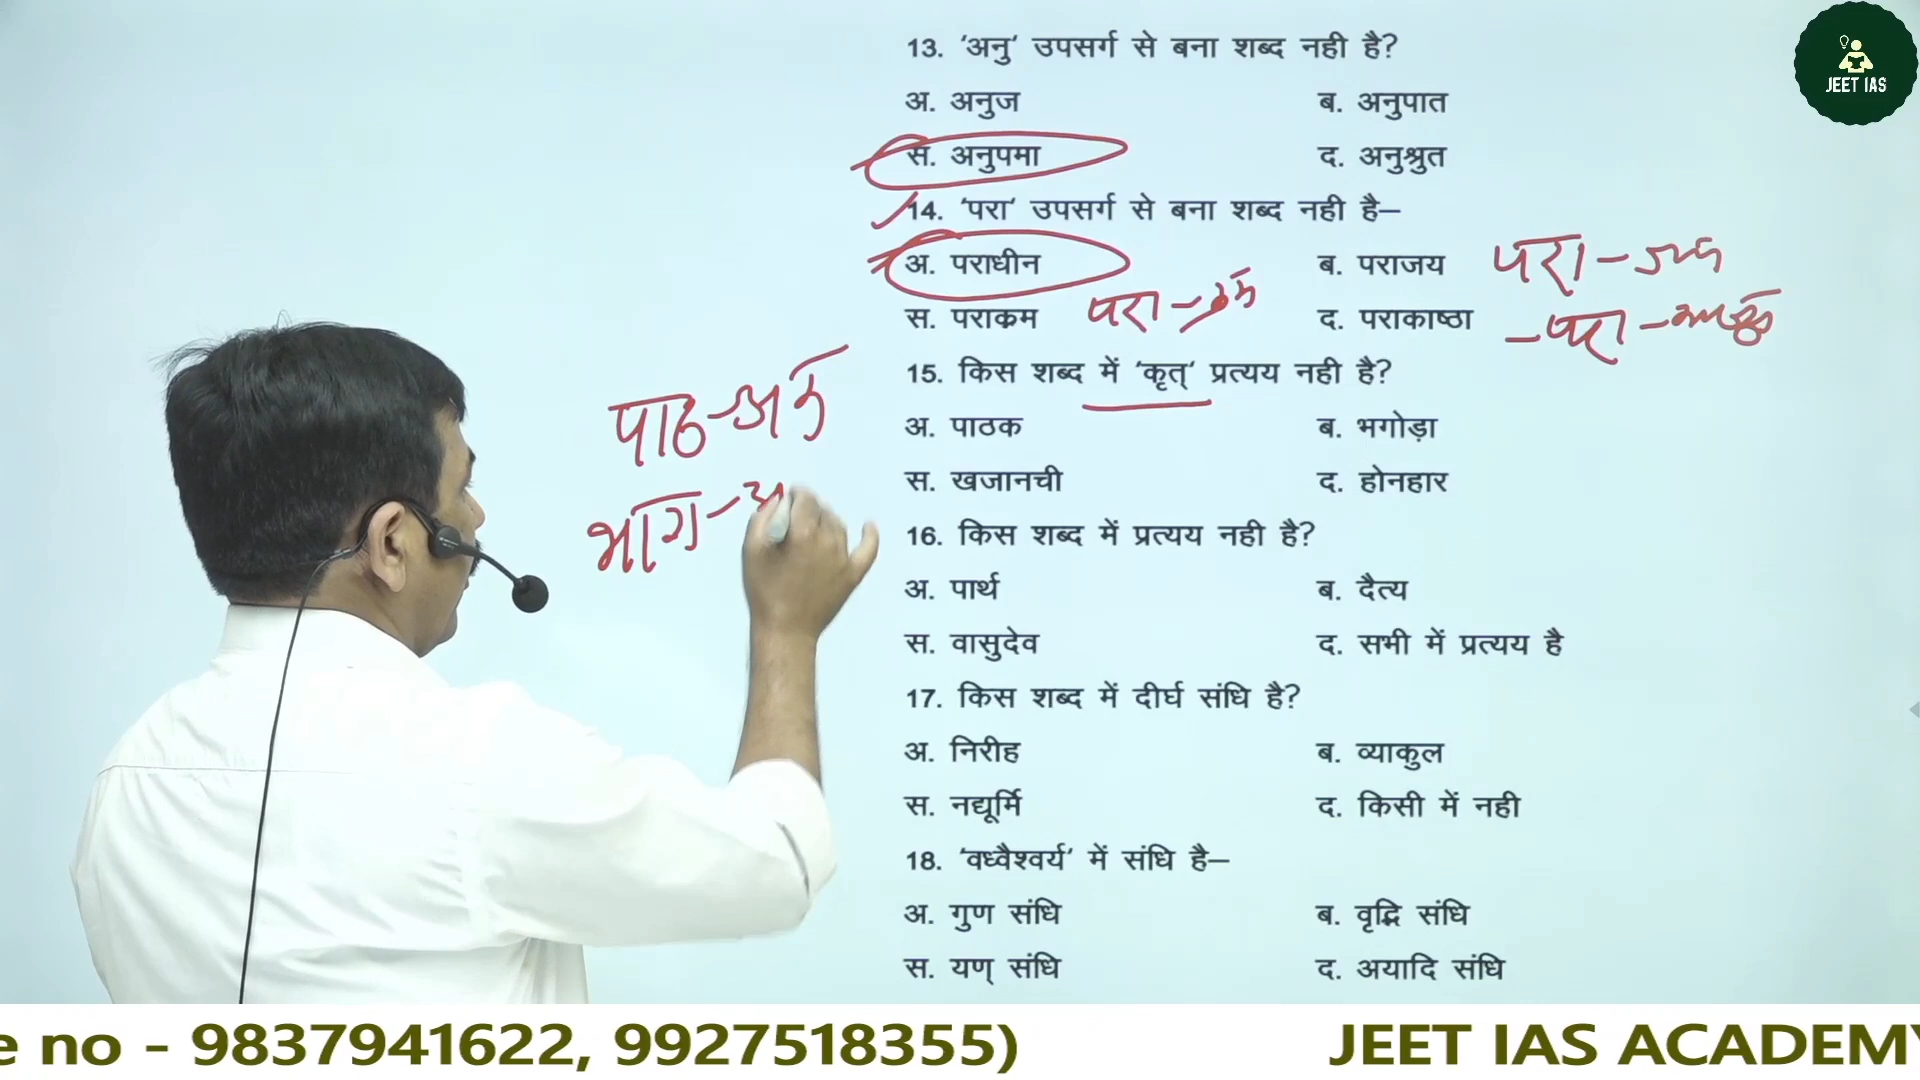 JEET IAS
13. 'अनु' उपसर्ग से बना शब्द नही है?
अ. अनुज ब. अनुपात
स. अनुपमा द. अनुश्रुत
14. 'परा' उपसर्ग से बना शब्द नही है–
अ. पराधीन ब. पराजय परा – जय
स. पराक्रम परा – क्रम द. पराकाष्ठा – परा –
15. किस शब्द में 'कृत्' प्रत्यय नही है?
पाठ – अक
अ. पाठक ब. भगोड़ा
स. खजानची द. होनहार
भाग –
16. किस शब्द में प्रत्यय नही है?
अ. पार्थ ब. दैत्य
स. वासुदेव द. सभी में प्रत्यय है
17. किस शब्द में दीर्घ संधि है?
अ. निरीह ब. व्याकुल
स. नद्यूर्मि द. किसी में नही
18. 'वध्वैश्वर्य' में संधि है–
अ. गुण संधि ब. वृद्धि संधि
स. यण् संधि द. अयादि संधि
e no - 9837941622, 9927518355) JEET IAS ACADEMY